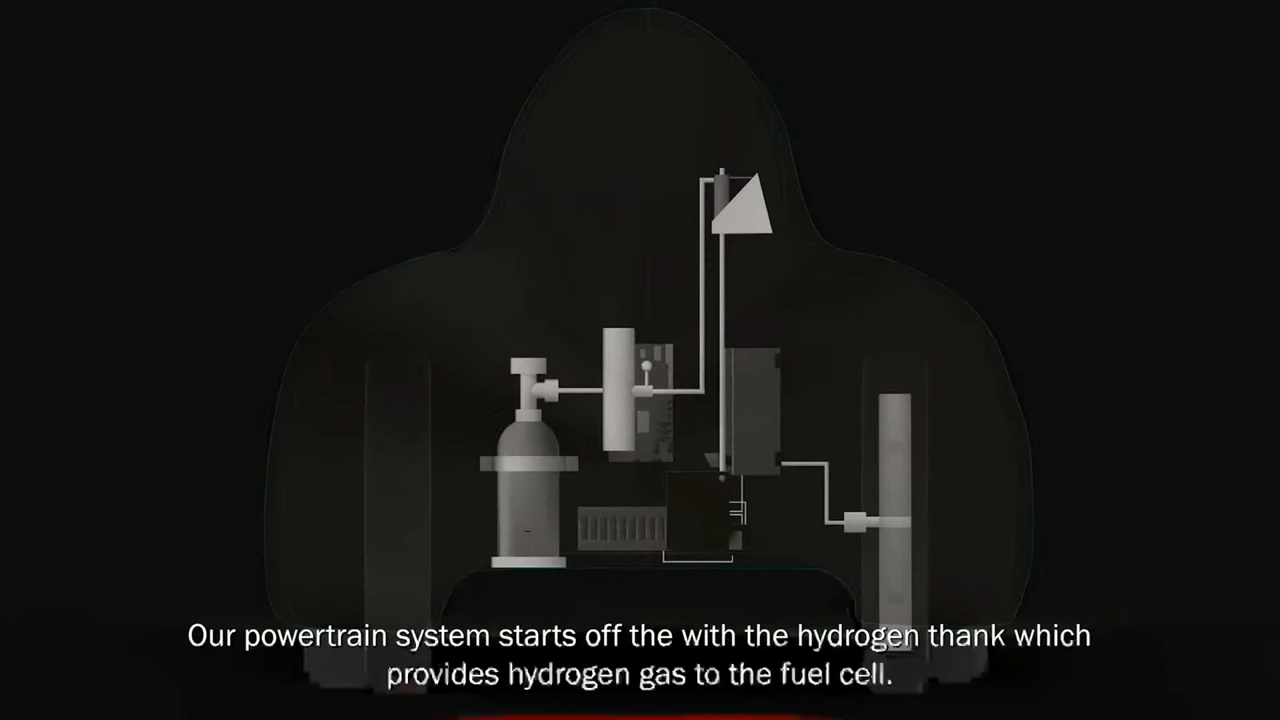 Our powertrain system starts off the with the hydrogen thank which
provides hydrogen gas to the fuel cell.